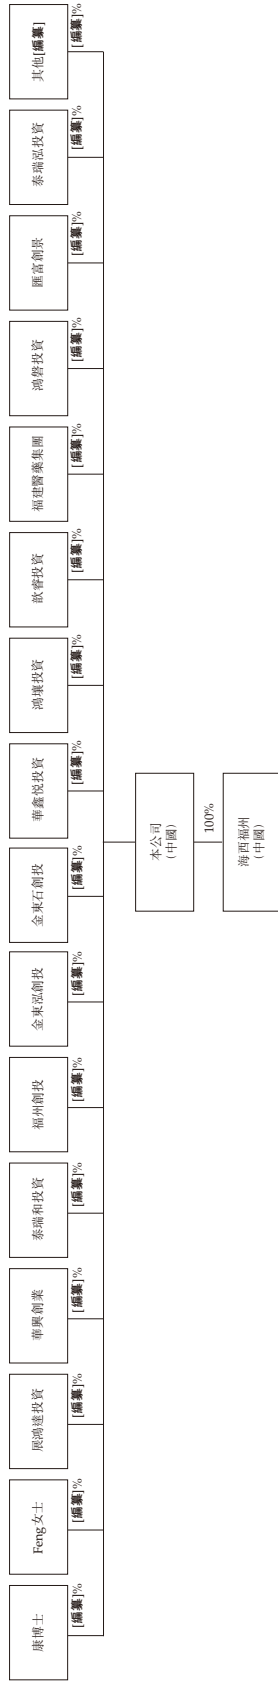 康博士
[編纂]%
Feng女士
[編纂]%
展鴻達投資
[編纂]%
華興創業
[編纂]%
泰瑞和投資
[編纂]%
福州創投
[編纂]%
金東泓創投
[編纂]%
金東石創投
[編纂]%
華鑫悦投資
[編纂]%
鴻壤投資
[編纂]%
歆睿投資
[編纂]%
福建醫藥集團
[編纂]%
鴻磐投資
[編纂]%
匯富創景
[編纂]%
泰瑞泓投資
[編纂]%
其他[編纂]
[編纂]%
本公司
(中國)
100%
海西福州
(中國)